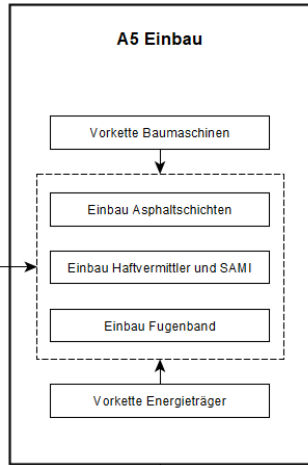 A5 Einbau
Vorkette Baumaschinen
Einbau Asphaltschichten
Einbau Haftvermittler und SAMI
Einbau Fugenband
Vorkette Energieträger